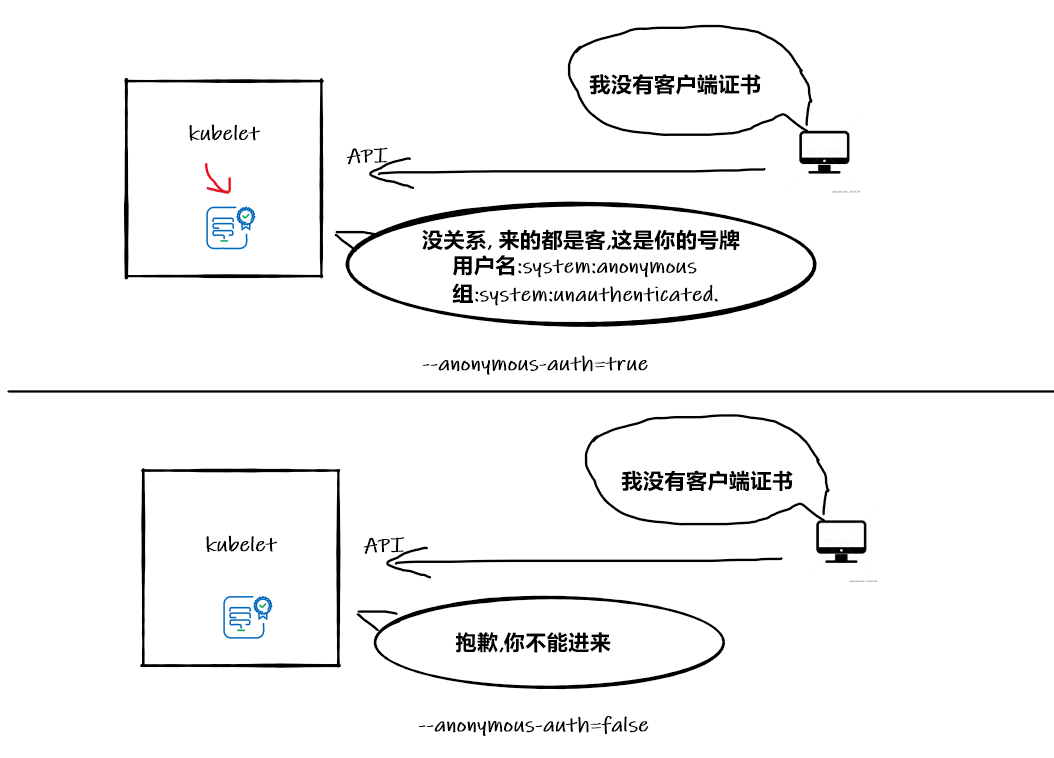 我没有客户端证书
kubelet
API
没关系, 来的都是客,这是你的号牌
用户名:system:anonymous
组:system:unauthenticated.
--anonymous-auth=true
我没有客户端证书
kubelet
API
抱歉,你不能进来
--anonymous-auth=false